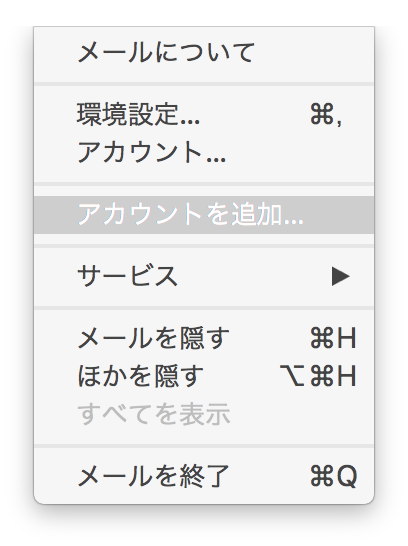 メールについて
環境設定... ⌘,
アカウント...
アカウントを追加...
サービス ▶
メールを隠す ⌘H
ほかを隠す ⌥⌘H
すべてを表示
メールを終了 ⌘Q